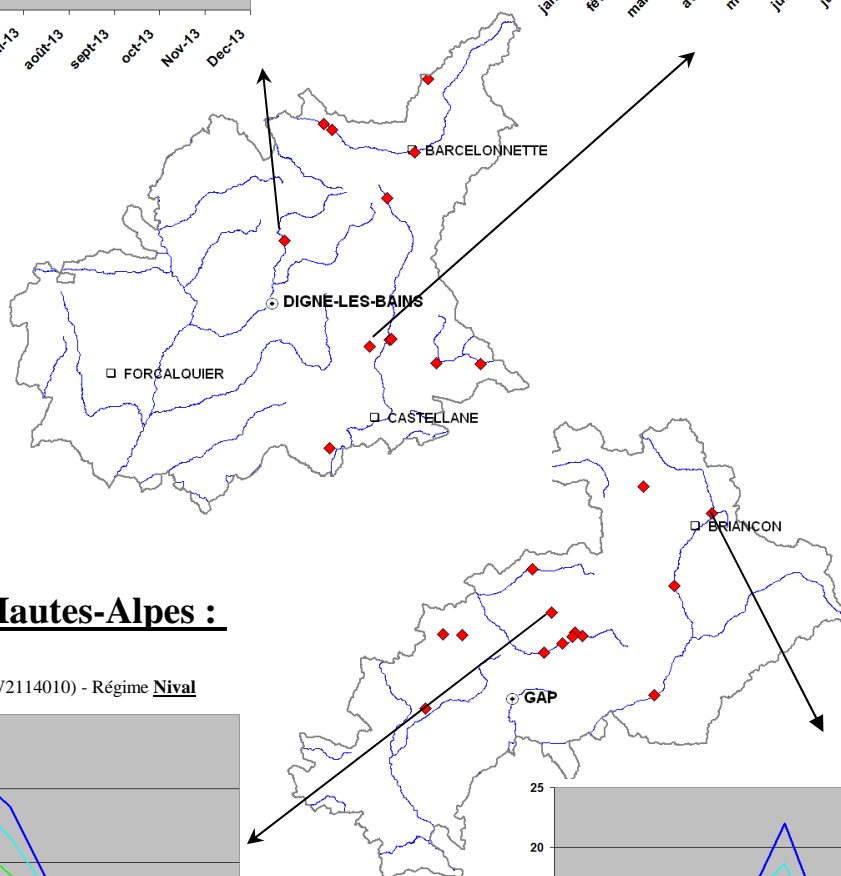 août-13
sept-13
oct-13
Nov-13
Dec-13
BARCELONNETTE
DIGNE-LES-BAINS
FORCALQUIER
CASTELLANE
BRIANCON
Hautes-Alpes :
V2114010) - Régime Nival
GAP
25
20